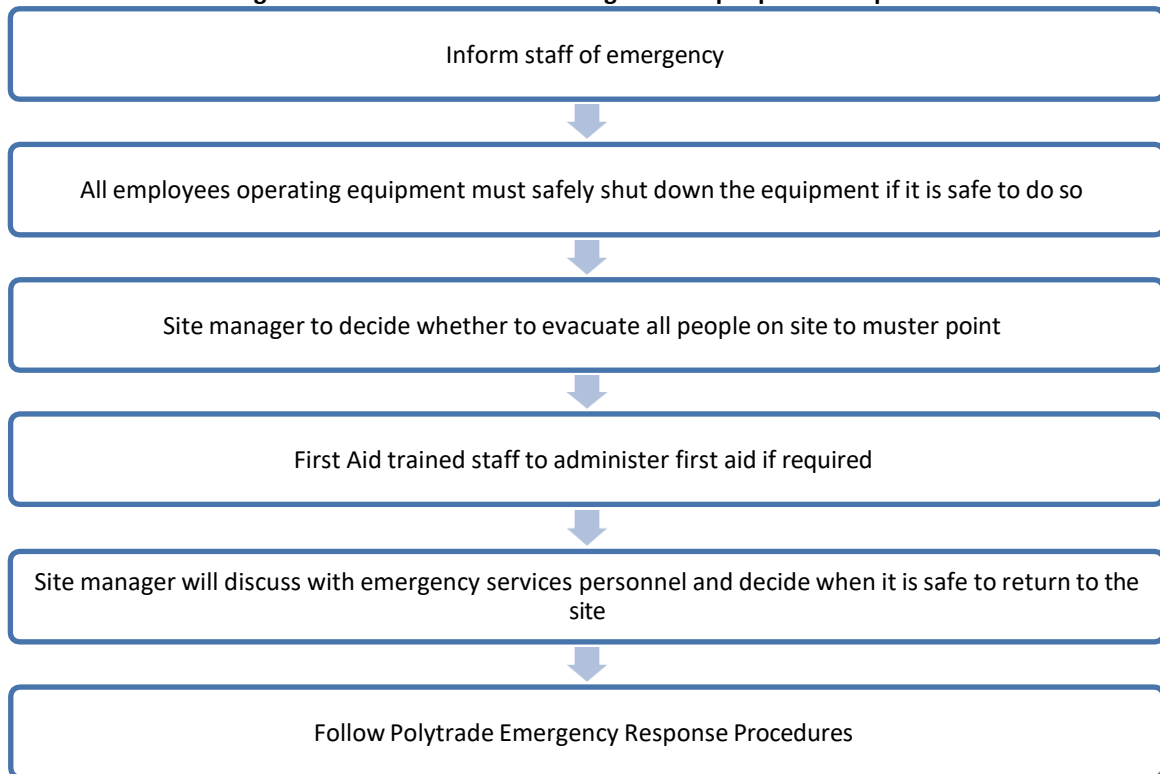 Inform staff of emergency
All employees operating equipment must safely shut down the equipment if it is safe to do so
Site manager to decide whether to evacuate all people on site to muster point
First Aid trained staff to administer first aid if required
Site manager will discuss with emergency services personnel and decide when it is safe to return to the
site
Follow Polytrade Emergency Response Procedures